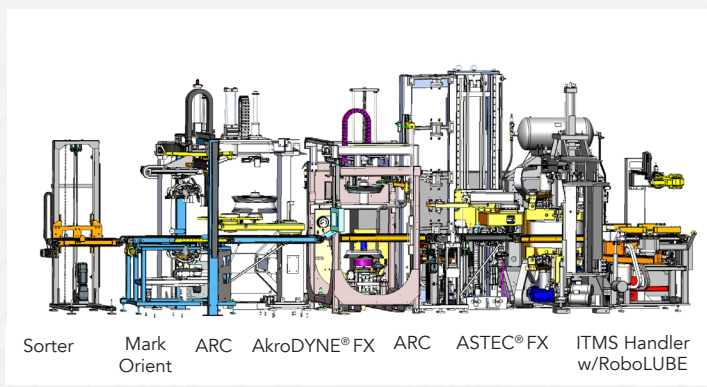 Sorter
Mark
Orient
ARC
AkroDYNE® FX
ARC
ASTEC® FX
ITMS Handler
w/RoboLUBE